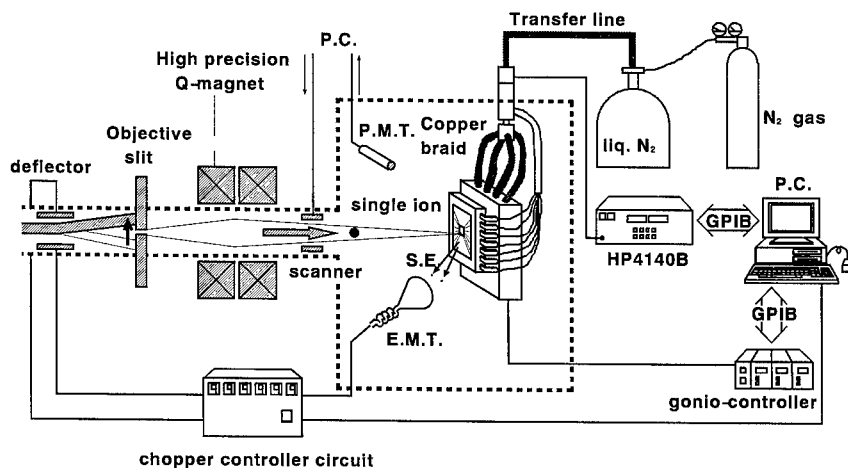 Transfer line
P.C.
High precision
Q-magnet
P.M.T.
Copper
braid
liq. N₂
N₂ gas
Objective
slit
deflector
single ion
P.C.
GPIB
HP4140B
scanner
S.E.
GPIB
E.M.T.
gonio-controller
chopper controller circuit